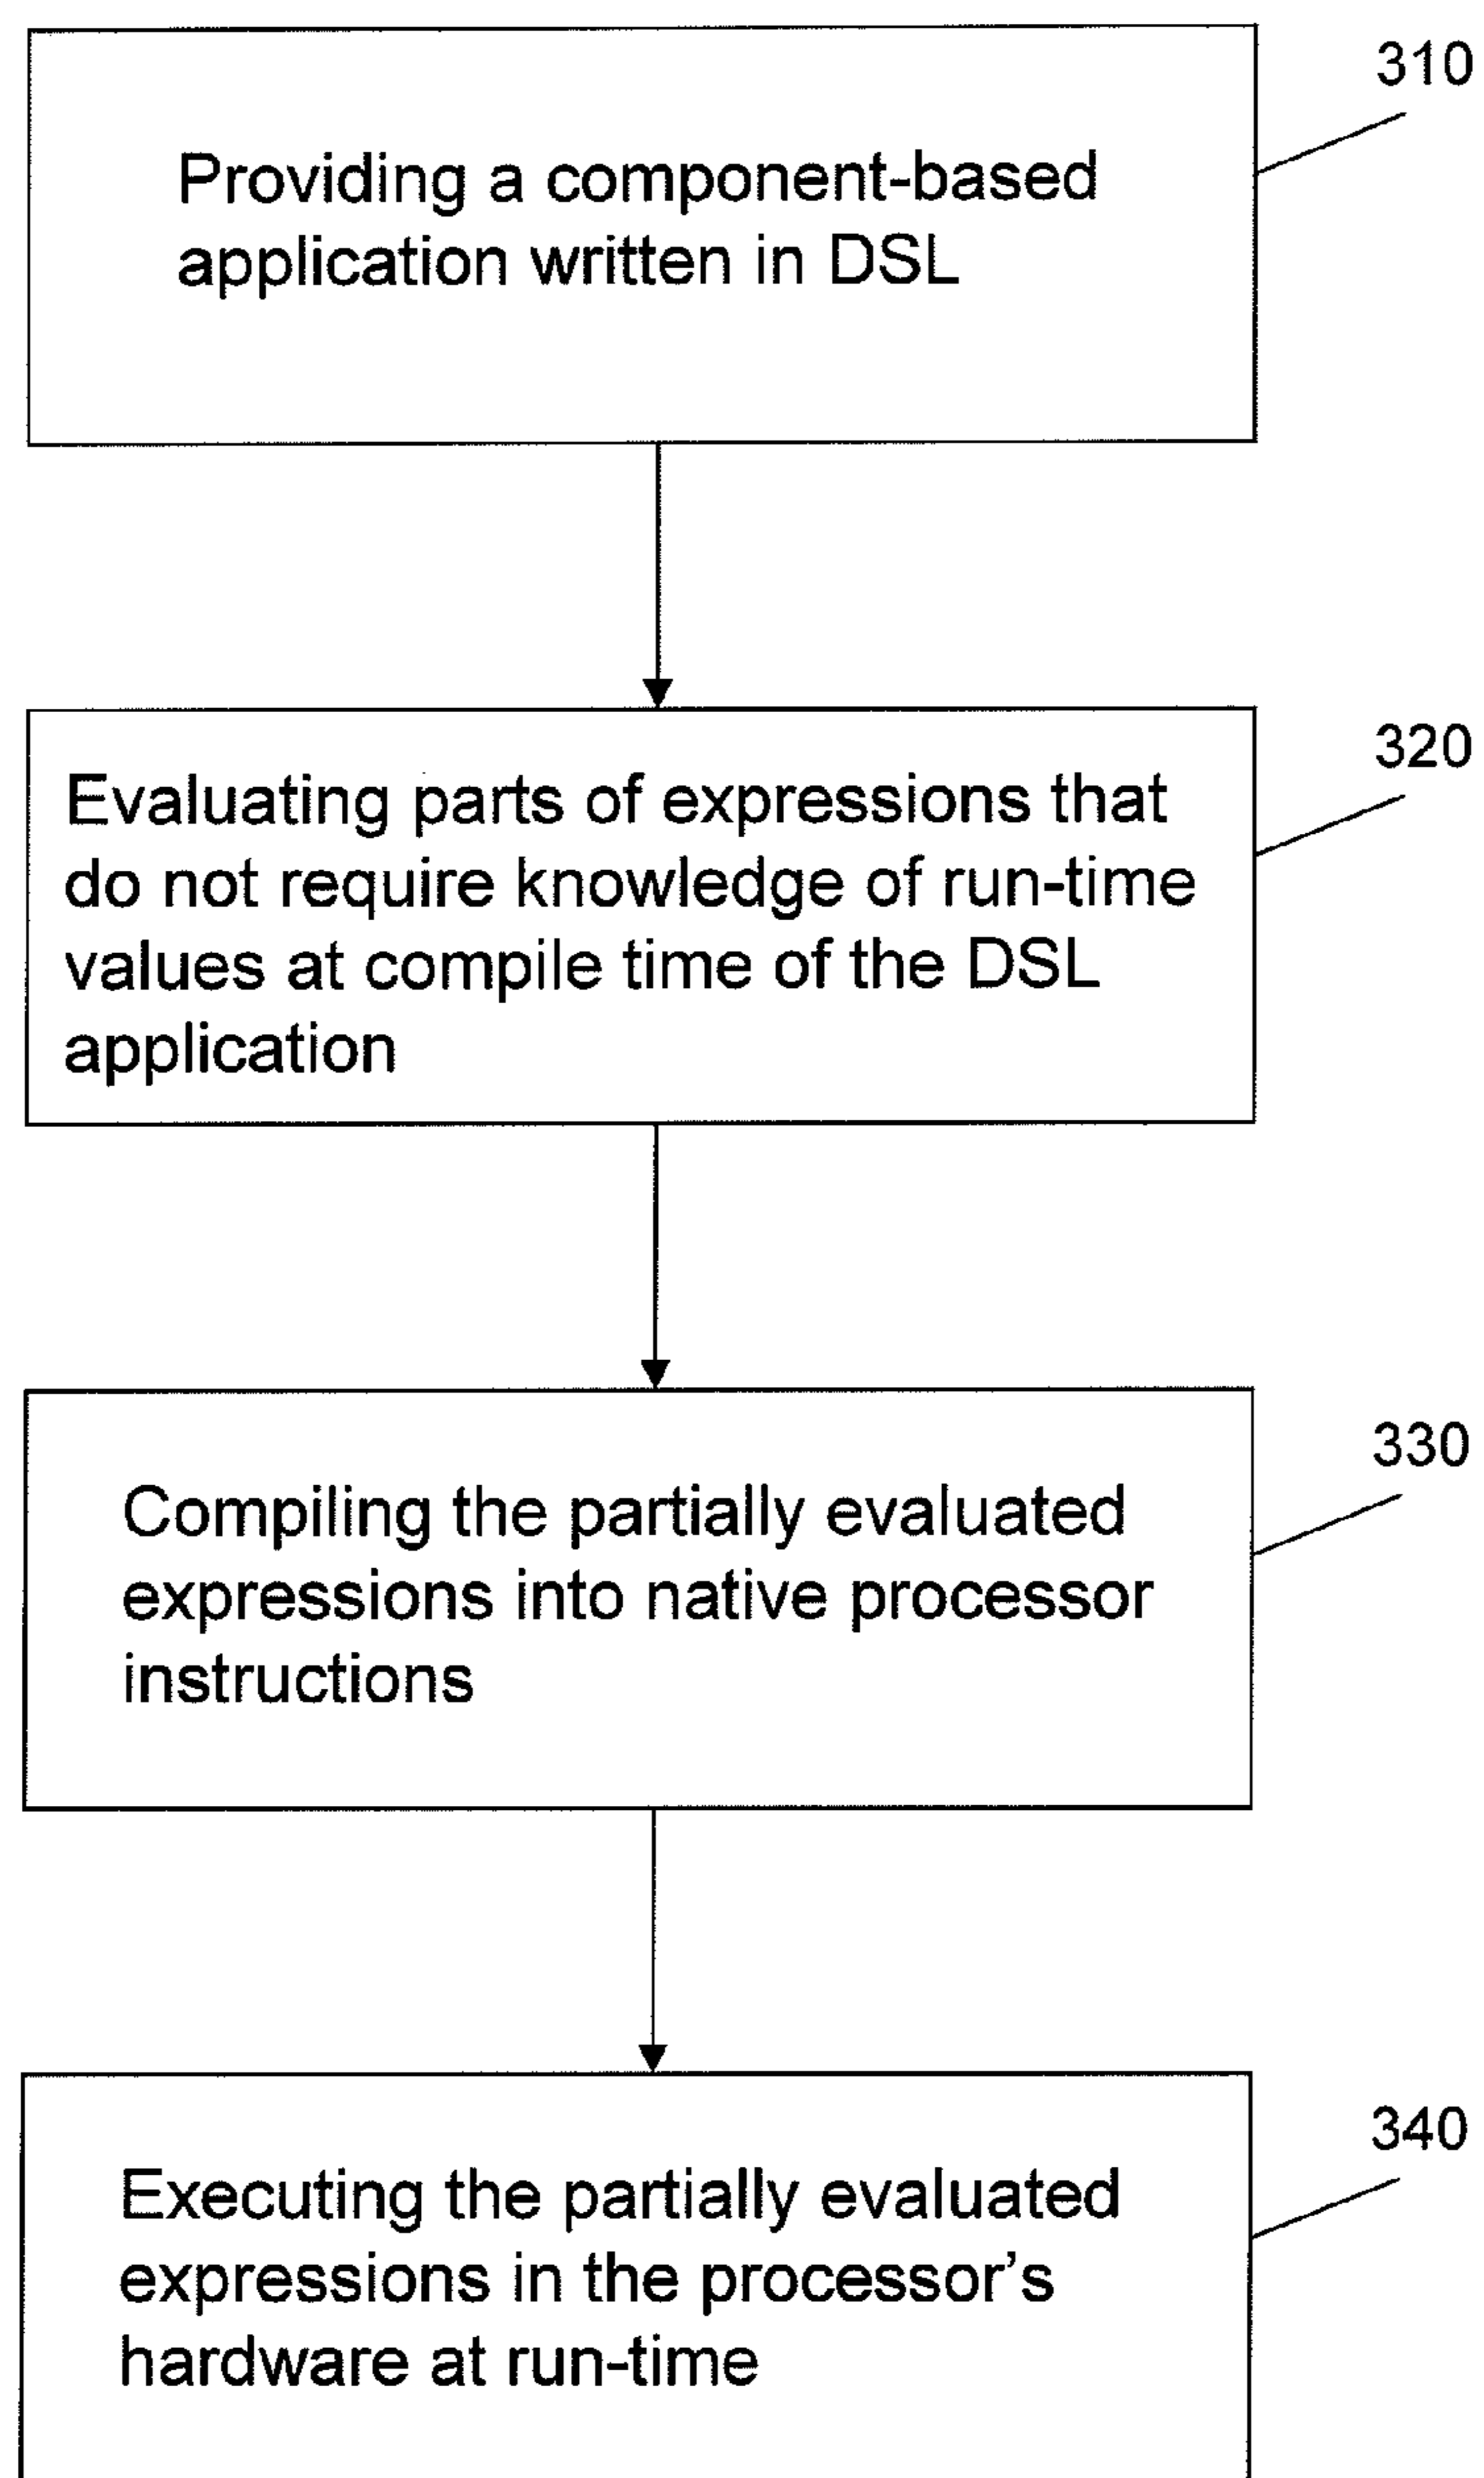 310
Providing a component-based
application written in DSL
320
Evaluating parts of expressions that
do not require knowledge of run-time
values at compile time of the DSL
application
330
Compiling the partially evaluated
expressions into native processor
instructions
340
Executing the partially evaluated
expressions in the processor's
hardware at run-time